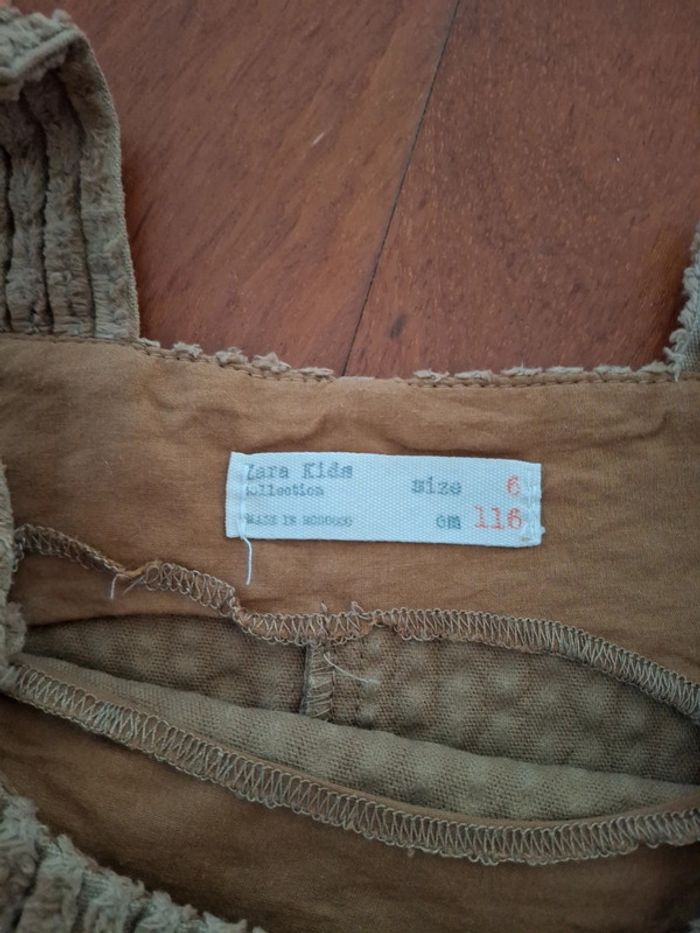 Zara Kids
Collection
MADE IN MOROCCO
size 6
cm 116